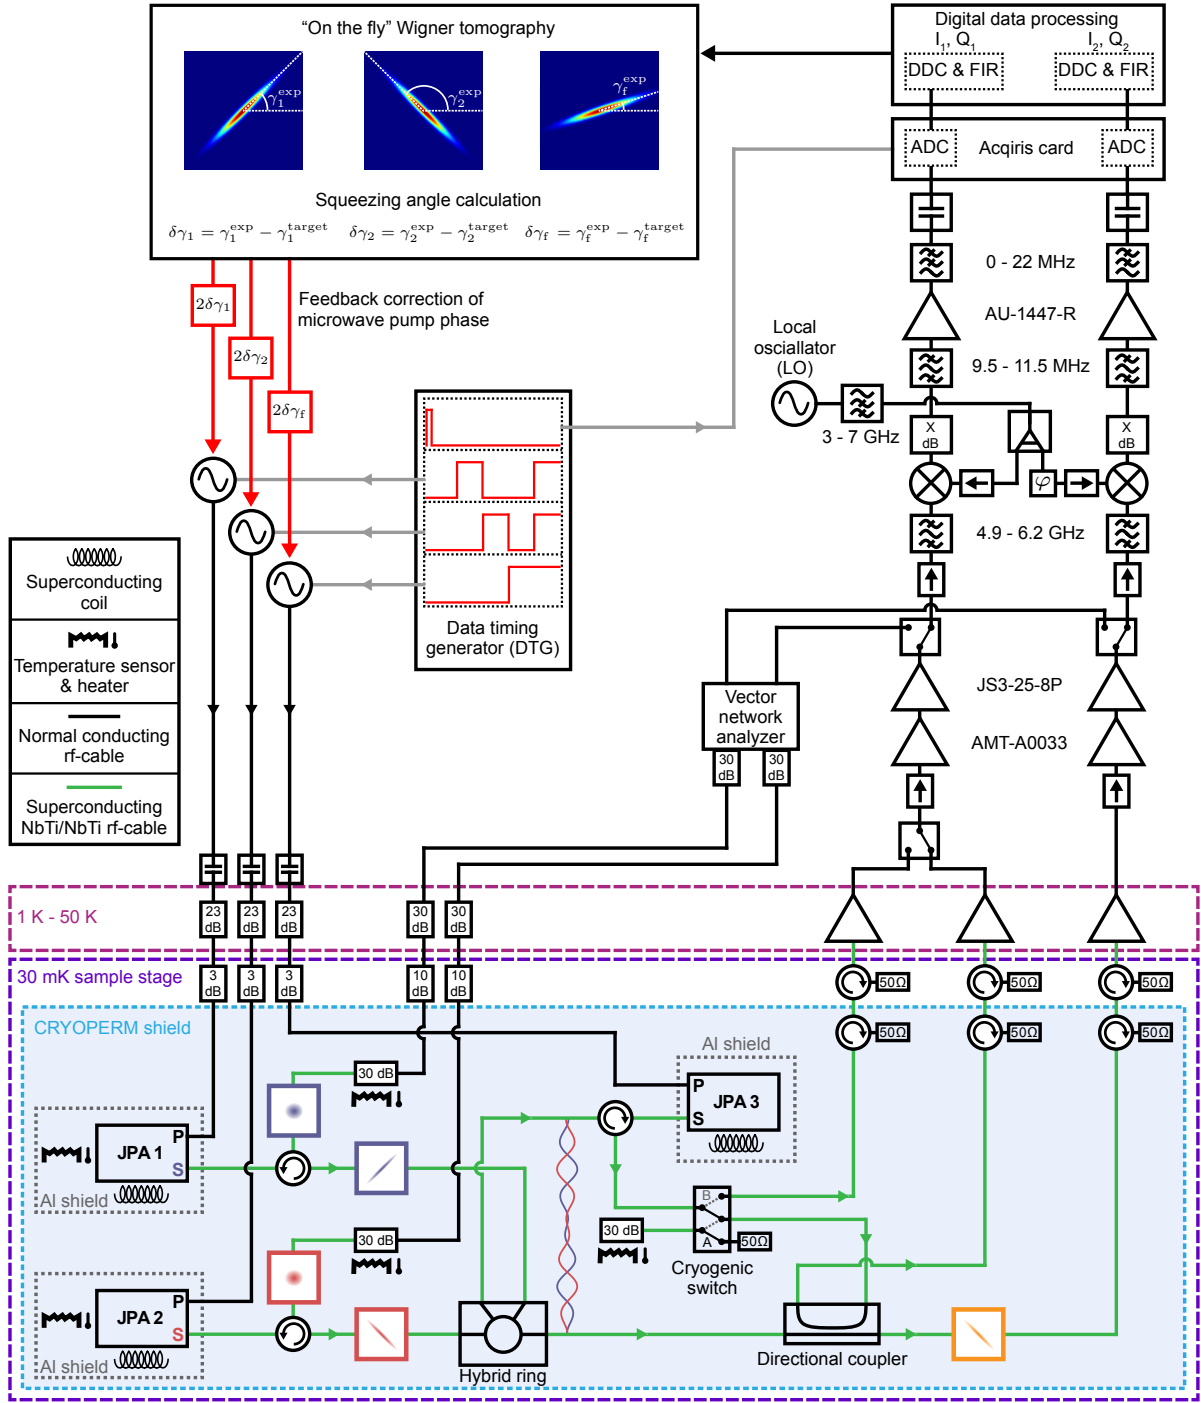 “On the fly” Wigner tomography
γ₁ᵉˣᵖ
γ₂ᵉˣᵖ
γfᵉˣᵖ
Squeezing angle calculation
δγ₁ = γ₁ᵉˣᵖ − γ₁ᵗᵃʳᵍᵉᵗ
δγ₂ = γ₂ᵉˣᵖ − γ₂ᵗᵃʳᵍᵉᵗ
δγf = γfᵉˣᵖ − γfᵗᵃʳᵍᵉᵗ
Digital data processing
I₁, Q₁
I₂, Q₂
DDC & FIR
DDC & FIR
ADC
Acqiris card
ADC
0 - 22 MHz
AU-1447-R
9.5 - 11.5 MHz
Local
osciallator
(LO)
3 - 7 GHz
X
dB
X
dB
φ
4.9 - 6.2 GHz
2δγ₁
2δγ₂
2δγf
Feedback correction of
microwave pump phase
Data timing
generator (DTG)
Superconducting
coil
Temperature sensor
& heater
Normal conducting
rf-cable
Superconducting
NbTi/NbTi rf-cable
Vector
network
analyzer
30
dB
30
dB
JS3-25-8P
AMT-A0033
1 K - 50 K
23
dB
23
dB
23
dB
30
dB
30
dB
30 mK sample stage
3
dB
3
dB
3
dB
10
dB
10
dB
50Ω
50Ω
50Ω
CRYOPERM shield
50Ω
50Ω
50Ω
30 dB
Al shield
P
JPA 3
S
P
JPA 1
S
Al shield
30 dB
30 dB
B
A
50Ω
Cryogenic
switch
P
JPA 2
S
Al shield
Hybrid ring
Directional coupler